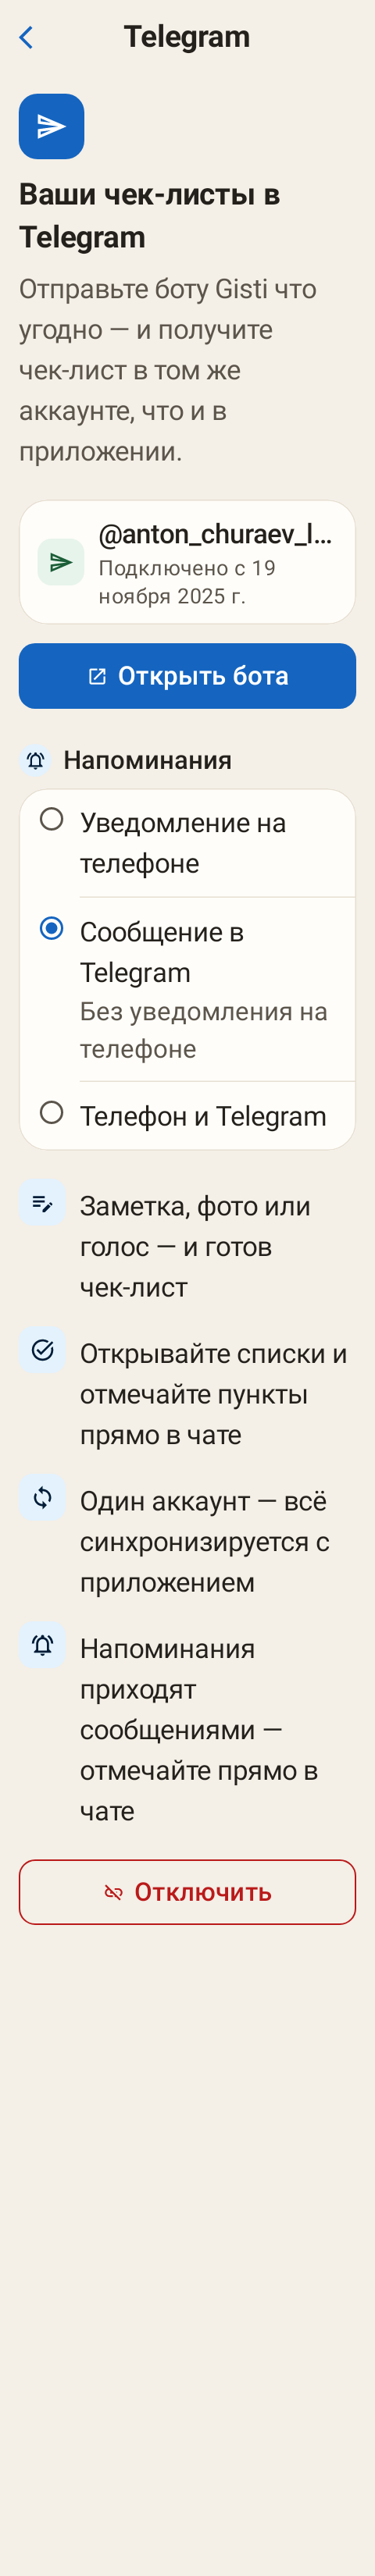 Telegram
Ваши чек-листы в
Telegram
Отправьте боту Gisti что
угодно — и получите
чек-лист в том же
аккаунте, что и в
приложении.
@anton_churaev_l...
Подключено с 19
ноября 2025 г.
Открыть бота
Напоминания
Уведомление на
телефоне
Сообщение в
Telegram
Без уведомления на
телефоне
Телефон и Telegram
Заметка, фото или
голос — и готов
чек-лист
Открывайте списки и
отмечайте пункты
прямо в чате
Один аккаунт — всё
синхронизируется с
приложением
Напоминания
приходят
сообщениями —
отмечайте прямо в
чате
Отключить